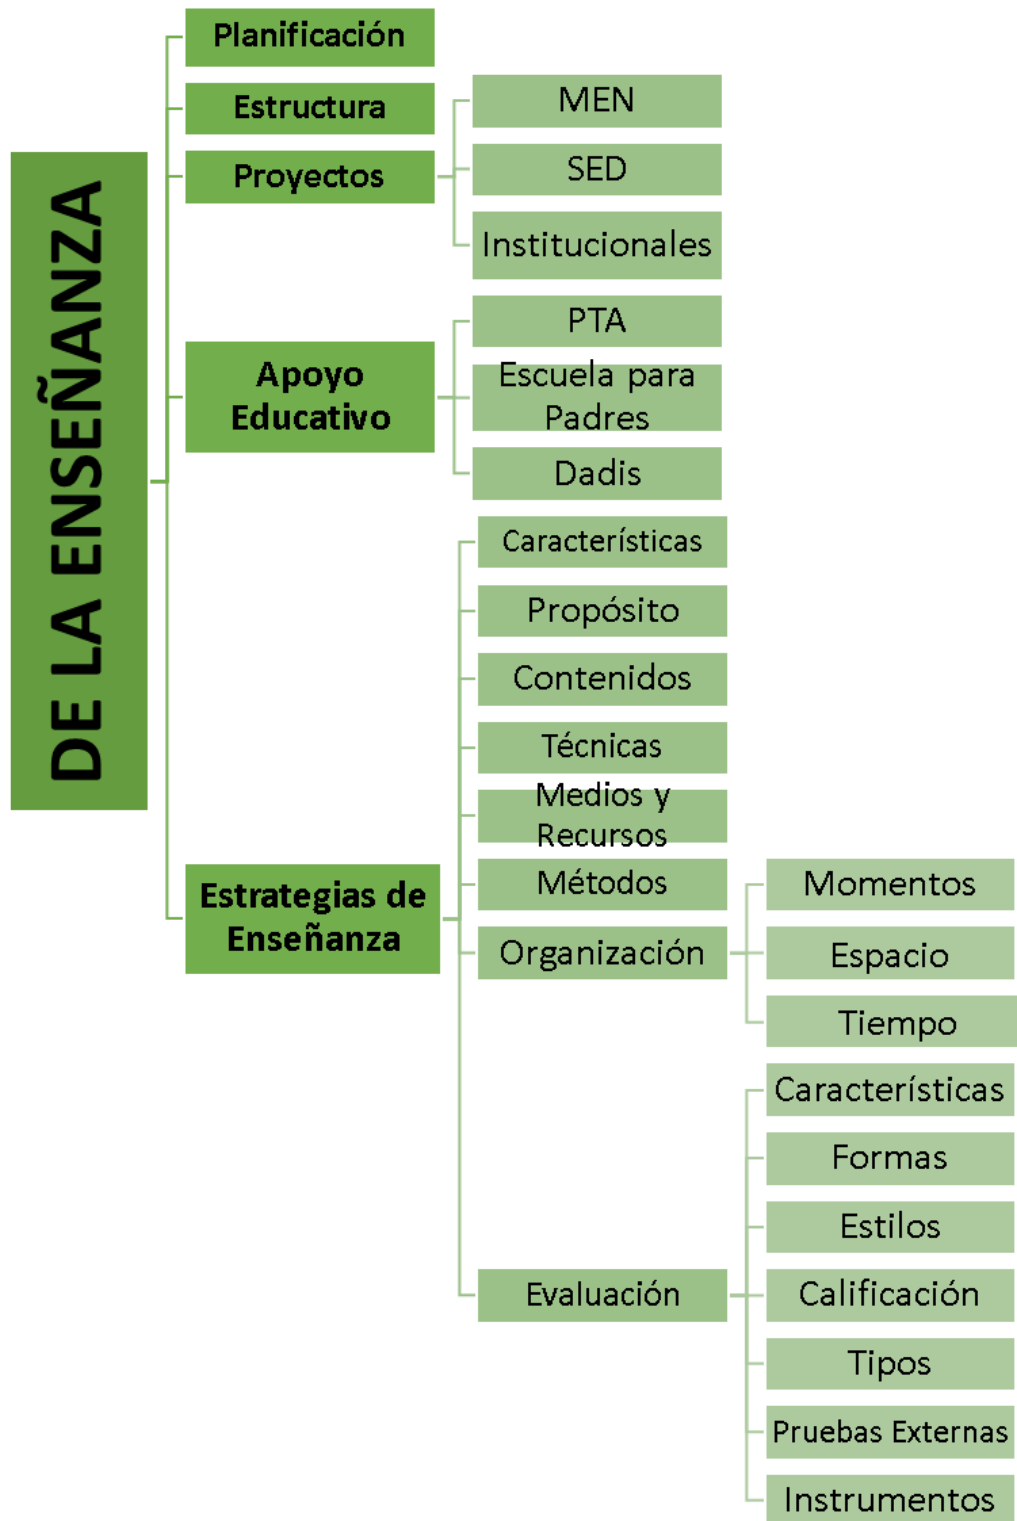 DE LA ENSEÑANZA
Planificación
Estructura
Proyectos
MEN
SED
Institucionales
Apoyo
Educativo
PTA
Escuela para
Padres
Dadis
Estrategias de
Enseñanza
Características
Propósito
Contenidos
Técnicas
Medios y
Recursos
Métodos
Organización
Momentos
Espacio
Tiempo
Evaluación
Características
Formas
Estilos
Calificación
Tipos
Pruebas Externas
Instrumentos